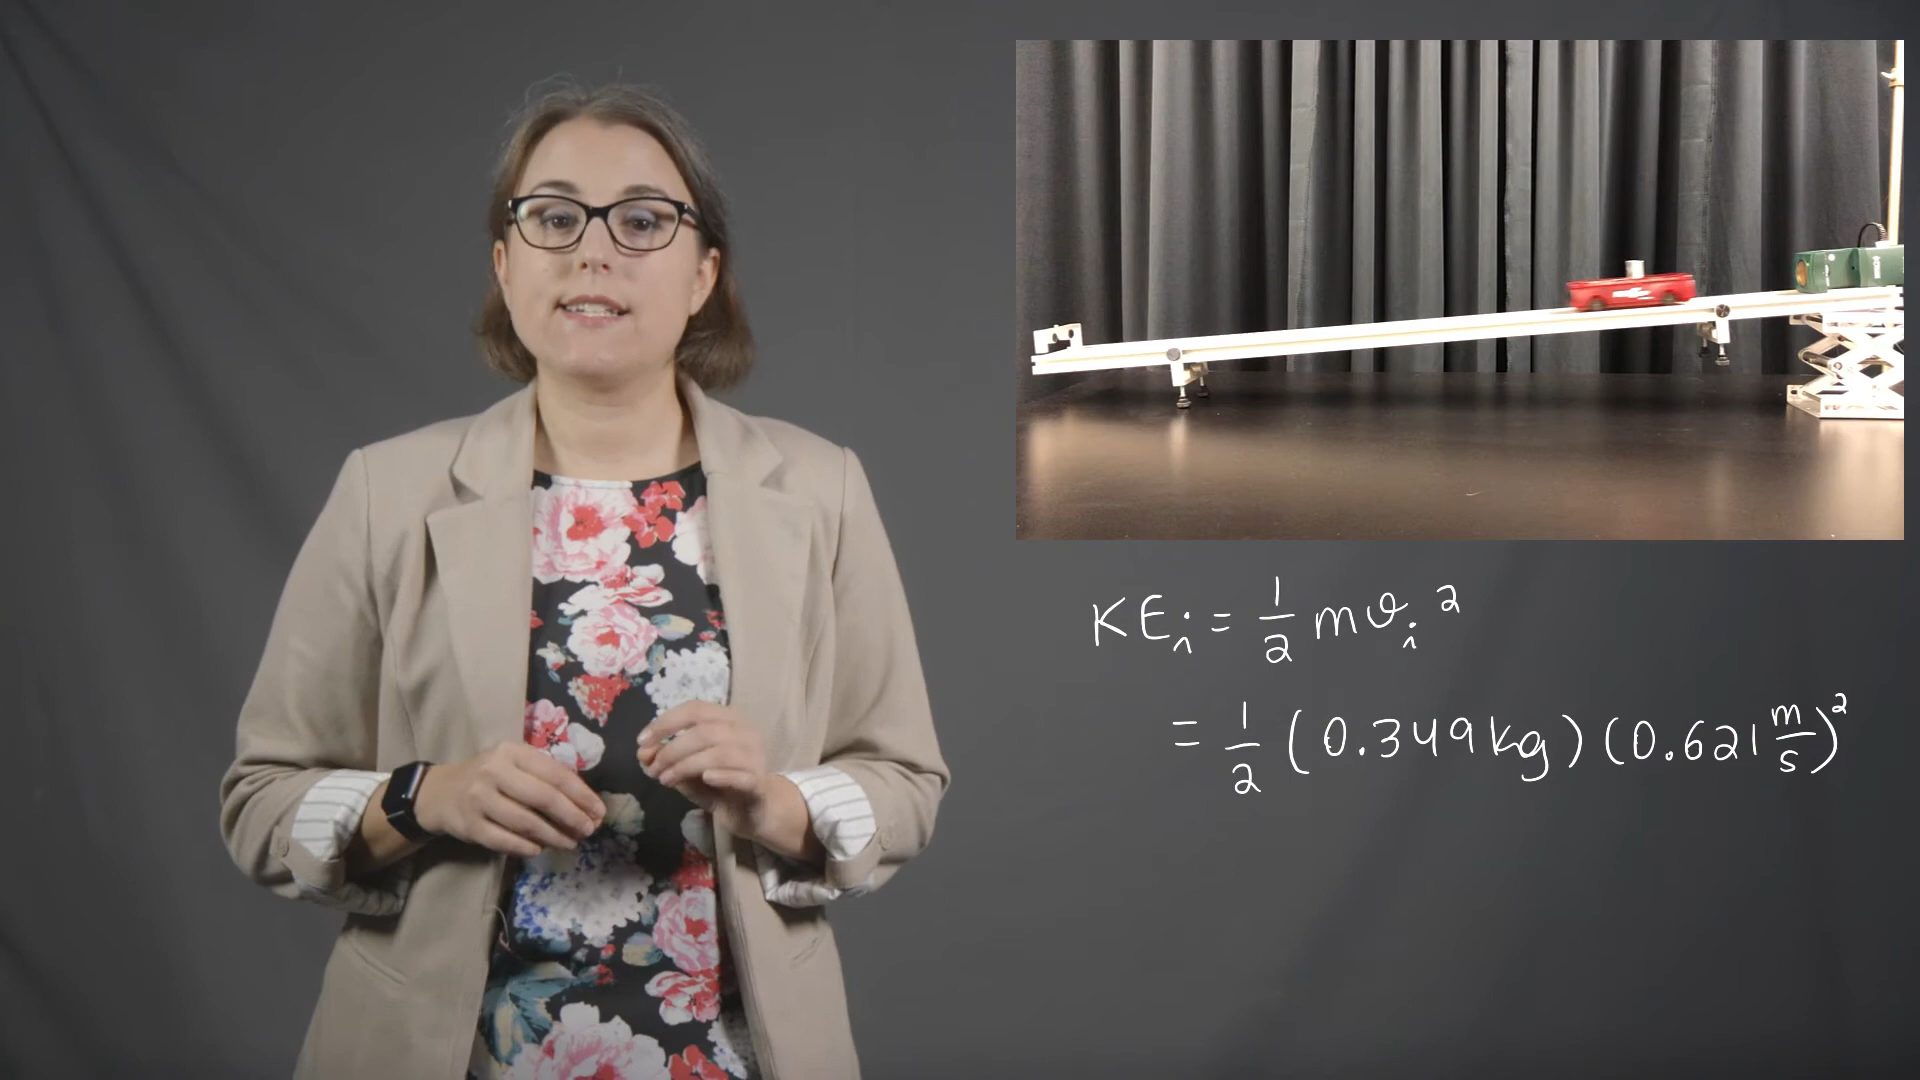 KEᵢ = 1/2 mvᵢ²
= 1/2 (0.349 kg) (0.621 m/s)²